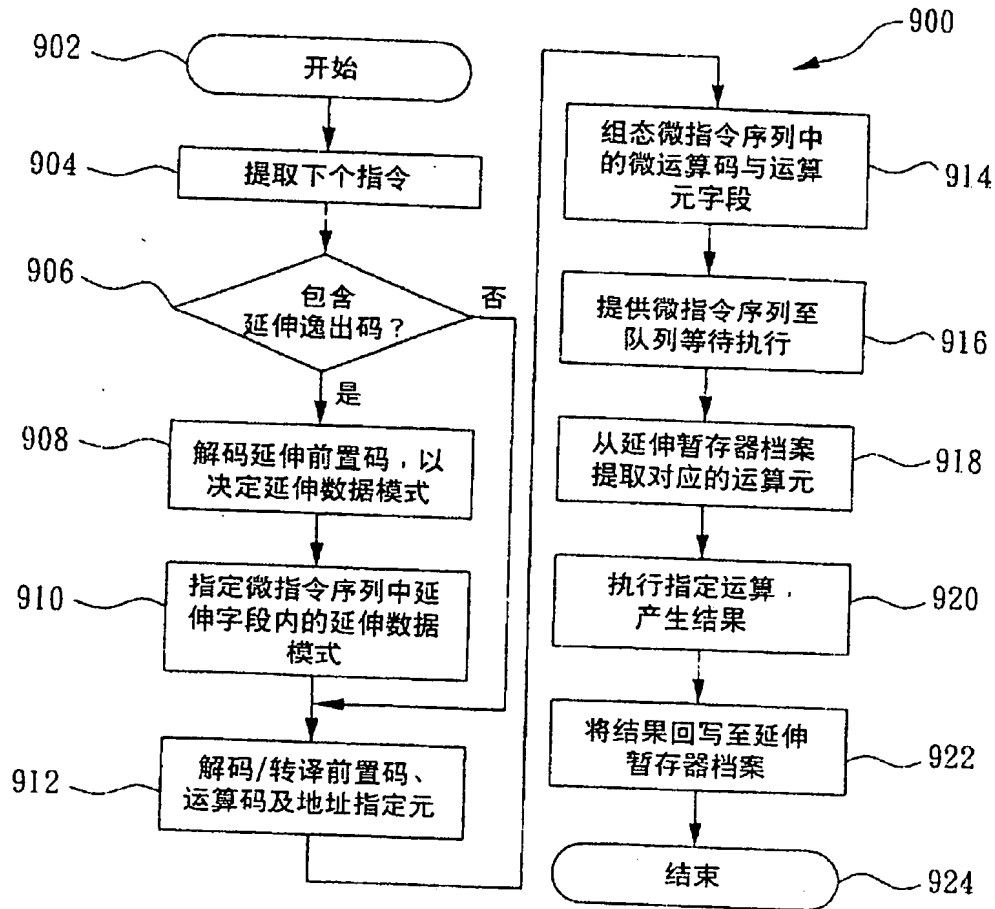 900
902
开始
904
提取下个指令
906
包含
延伸逸出码？
否
是
908
解码延伸前置码，以
决定延伸数据模式
910
指定微指令序列中延
伸字段内的延伸数据
模式
912
解码/转译前置码、
运算码及地址指定元
组态微指令序列中
的微运算码与运算
元字段
914
提供微指令序列至
队列等待执行
916
从延伸暂存器档案
提取对应的运算元
918
执行指定运算，
产生结果
920
将结果回写至延伸
暂存器档案
922
结束
924